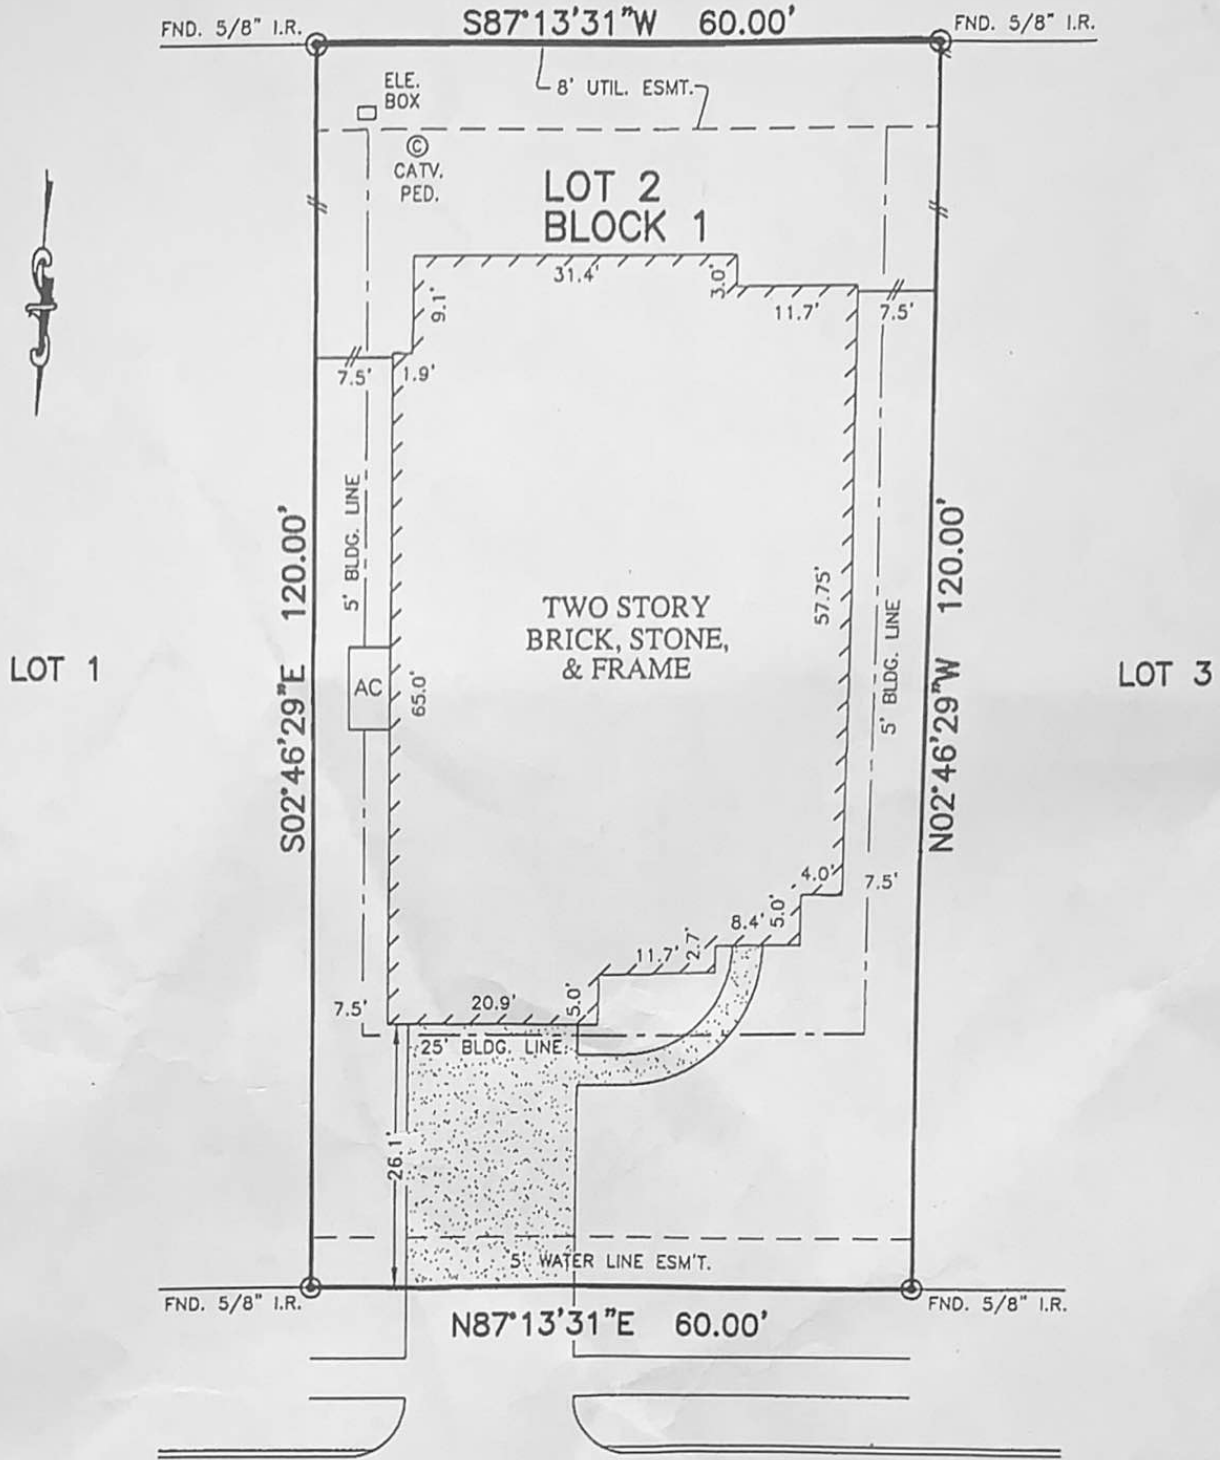 S87°13'31"W 60.00'
FND. 5/8" I.R.
FND. 5/8" I.R.
ELE.
BOX
8' UTIL. ESMT.
C
CATV.
PED.
LOT 2
BLOCK 1
31.4'
3.0'
11.7'
7.5'
9.1'
7.5'
1.9'
5' BLDG. LINE
S02°46'29"E 120.00'
N02°46'29"W 120.00'
57.75'
TWO STORY
BRICK, STONE,
& FRAME
5' BLDG. LINE
LOT 1
LOT 3
AC
65.0'
4.0'
7.5'
5.0'
8.4'
2.7'
11.7'
5.0'
20.9'
7.5'
25' BLDG. LINE
26.1'
5' WATER LINE ESM'T.
FND. 5/8" I.R.
FND. 5/8" I.R.
N87°13'31"E 60.00'